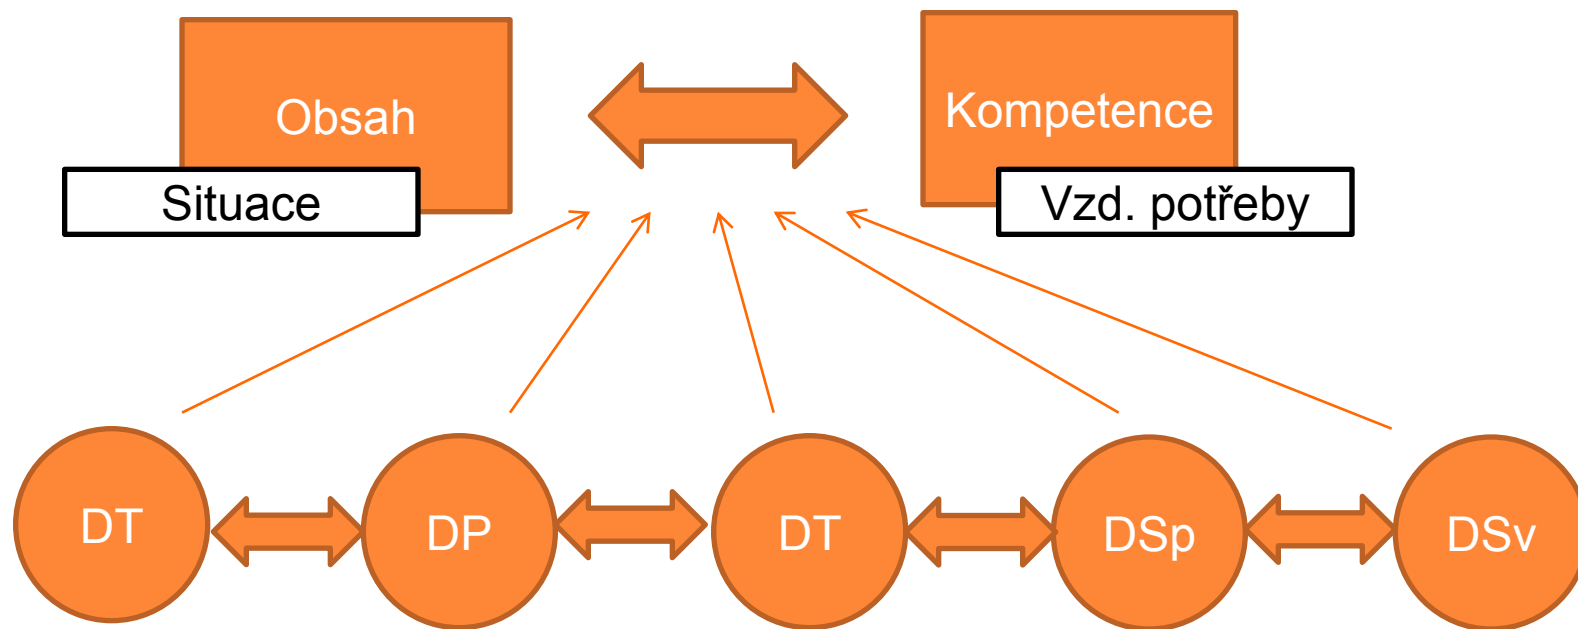 Obsah
Kompetence
Situace
Vzd. potřeby
DT
DP
DT
DSp
DSv